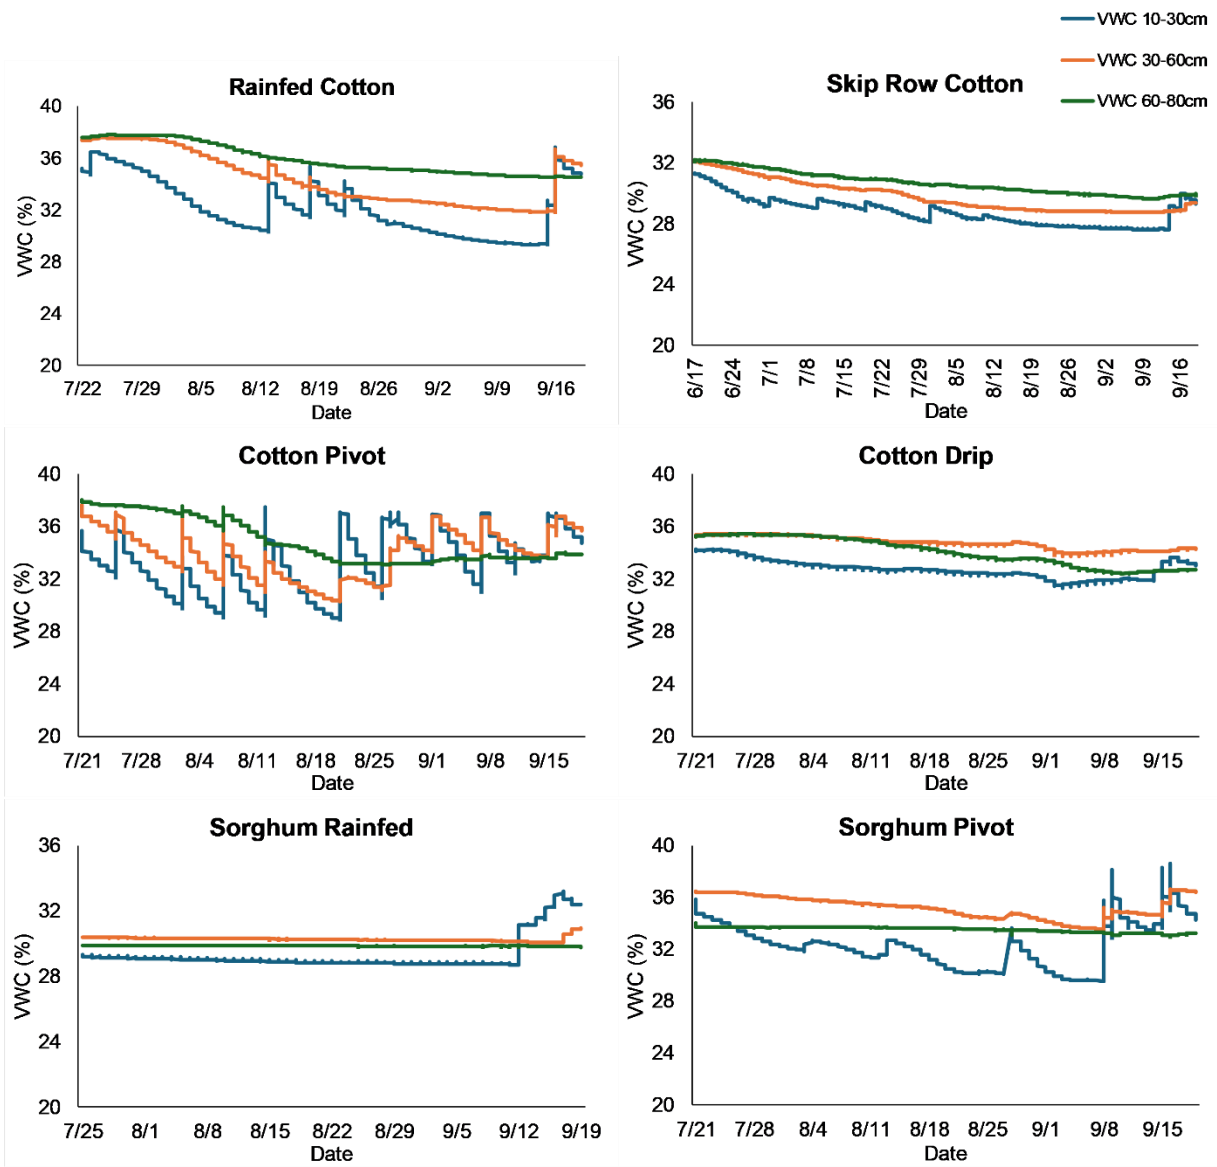 VWC 10-30cm
VWC 30-60cm
VWC 60-80cm
Rainfed Cotton
40
36
32
28
24
20
VWC (%)
7/22 7/29 8/5 8/12 8/19 8/26 9/2 9/9 9/16
Date
Skip Row Cotton
36
32
28
24
20
VWC (%)
6/17 6/24 7/1 7/8 7/15 7/22 7/29 8/5 8/12 8/19 8/26 9/2 9/9 9/16
Date
Cotton Pivot
40
36
32
28
24
20
VWC (%)
7/21 7/28 8/4 8/11 8/18 8/25 9/1 9/8 9/15
Date
Cotton Drip
40
36
32
28
24
20
VWC (%)
7/21 7/28 8/4 8/11 8/18 8/25 9/1 9/8 9/15
Date
Sorghum Rainfed
36
32
28
24
20
VWC (%)
7/25 8/1 8/8 8/15 8/22 8/29 9/5 9/12 9/19
Date
Sorghum Pivot
40
36
32
28
24
20
VWC (%)
7/21 7/28 8/4 8/11 8/18 8/25 9/1 9/8 9/15
Date